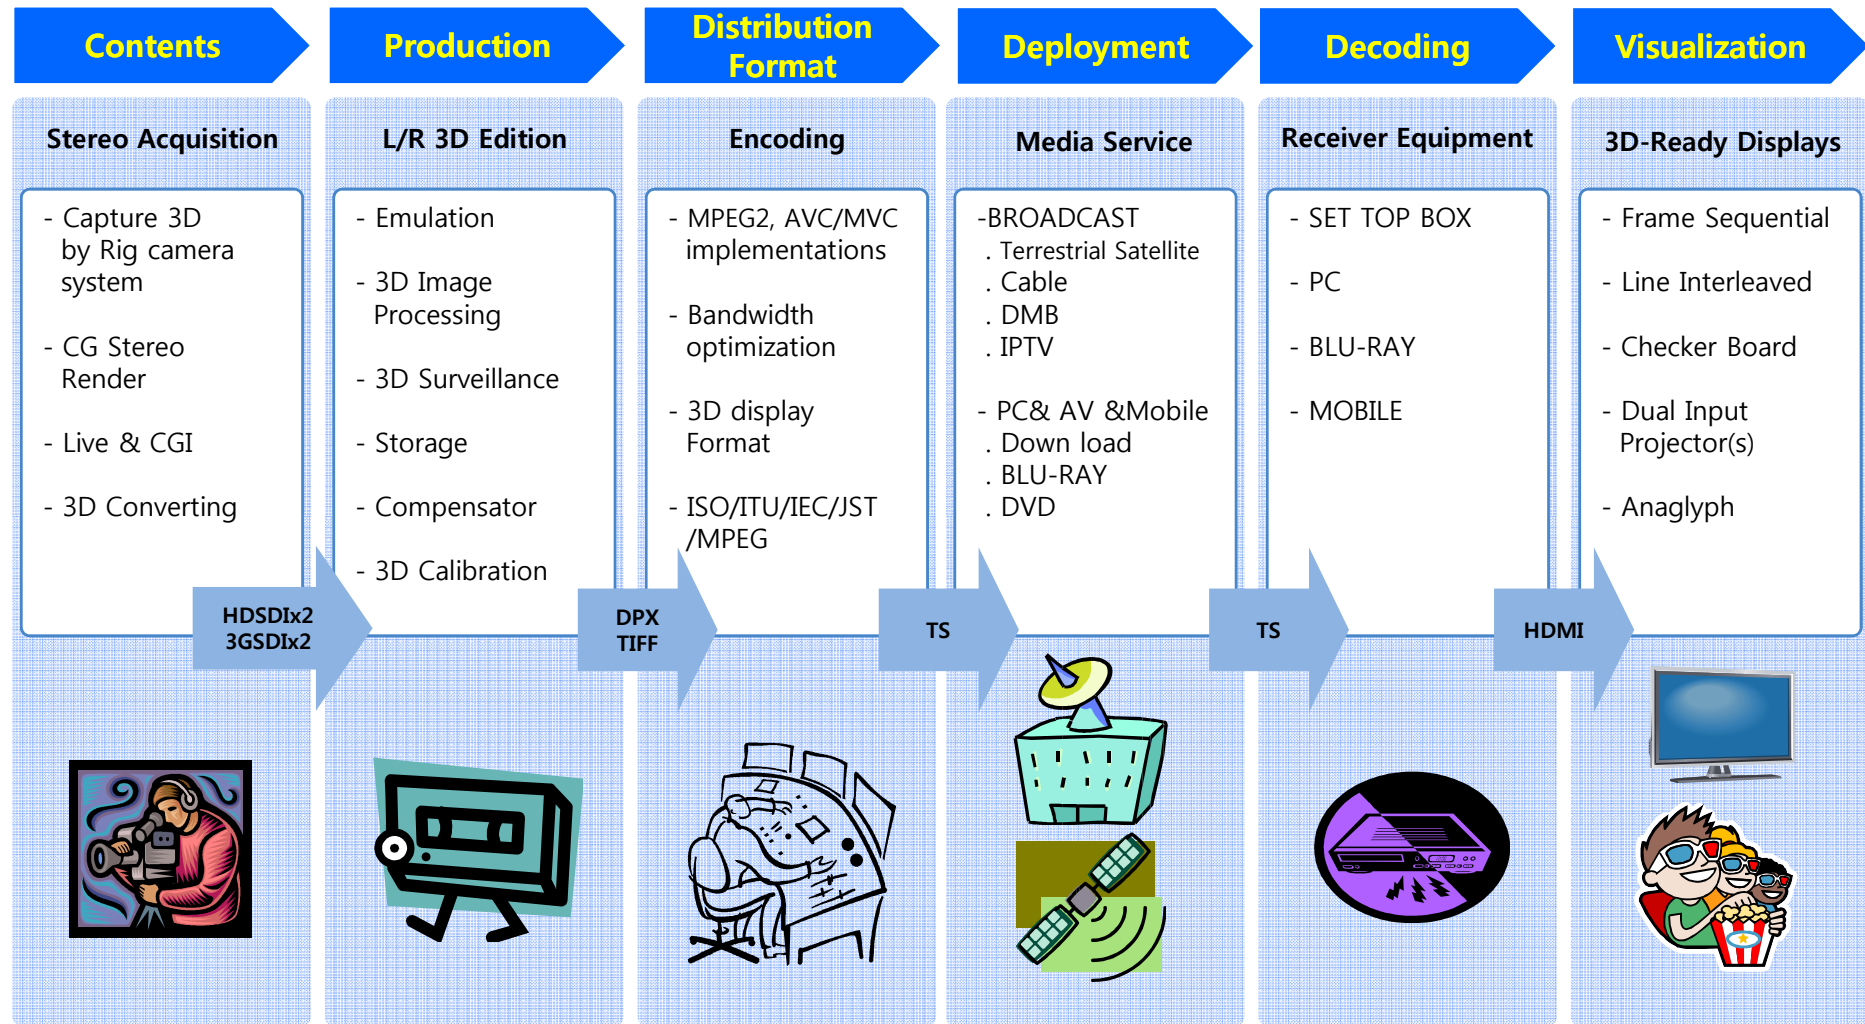 Contents
Production
Distribution
Format
Deployment
Decoding
Visualization
Stereo Acquisition
- Capture 3D
by Rig camera
system
- CG Stereo
Render
- Live & CGI
- 3D Converting
HDSDIx2
3GSDIx2
L/R 3D Edition
- Emulation
- 3D Image
Processing
- 3D Surveillance
- Storage
- Compensator
- 3D Calibration
DPX
TIFF
Encoding
- MPEG2, AVC/MVC
implementations
- Bandwidth
optimization
- 3D display
Format
- ISO/ITU/IEC/JST
/MPEG
TS
Media Service
-BROADCAST
. Terrestrial Satellite
. Cable
. DMB
. IPTV
- PC& AV &Mobile
. Down load
. BLU-RAY
. DVD
TS
Receiver Equipment
- SET TOP BOX
- PC
- BLU-RAY
- MOBILE
HDMI
3D-Ready Displays
- Frame Sequential
- Line Interleaved
- Checker Board
- Dual Input
Projector(s)
- Anaglyph